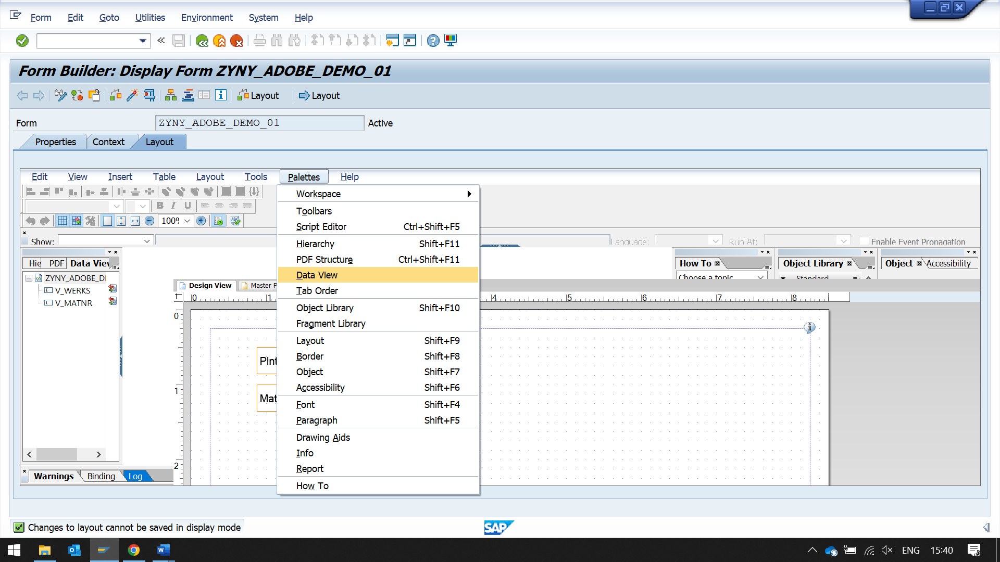 Form Edit Goto Utilities Environment System Help
Form Builder: Display Form ZYNY_ADOBE_DEMO_01
Layout Layout
Form ZYNY_ADOBE_DEMO_01 Active
Properties Context Layout
Edit View Insert Table Layout Tools Palettes Help
Workspace
Toolbars
Script Editor Ctrl+Shift+F5
Hierarchy Shift+F11
PDF Structure Ctrl+Shift+F11
Data View
Tab Order
Object Library Shift+F10
Fragment Library
Layout Shift+F9
Border Shift+F8
Object Shift+F7
Accessibility Shift+F6
Font Shift+F4
Paragraph Shift+F5
Drawing Aids
Info
Report
How To
B I U
100%
Show: Language: Run At: Enable Event Propagation
Hie PDF Data View
ZYNY_ADOBE_DI
V_WERKS
V_MATNR
How To Object Library Object Accessibility
Choose a topic Standard
Design View Master P
0 1 4 5 6 7 8
0
Plnt
1
Mat
2
Warnings Binding Log
Changes to layout cannot be saved in display mode SAP
ENG 15:40